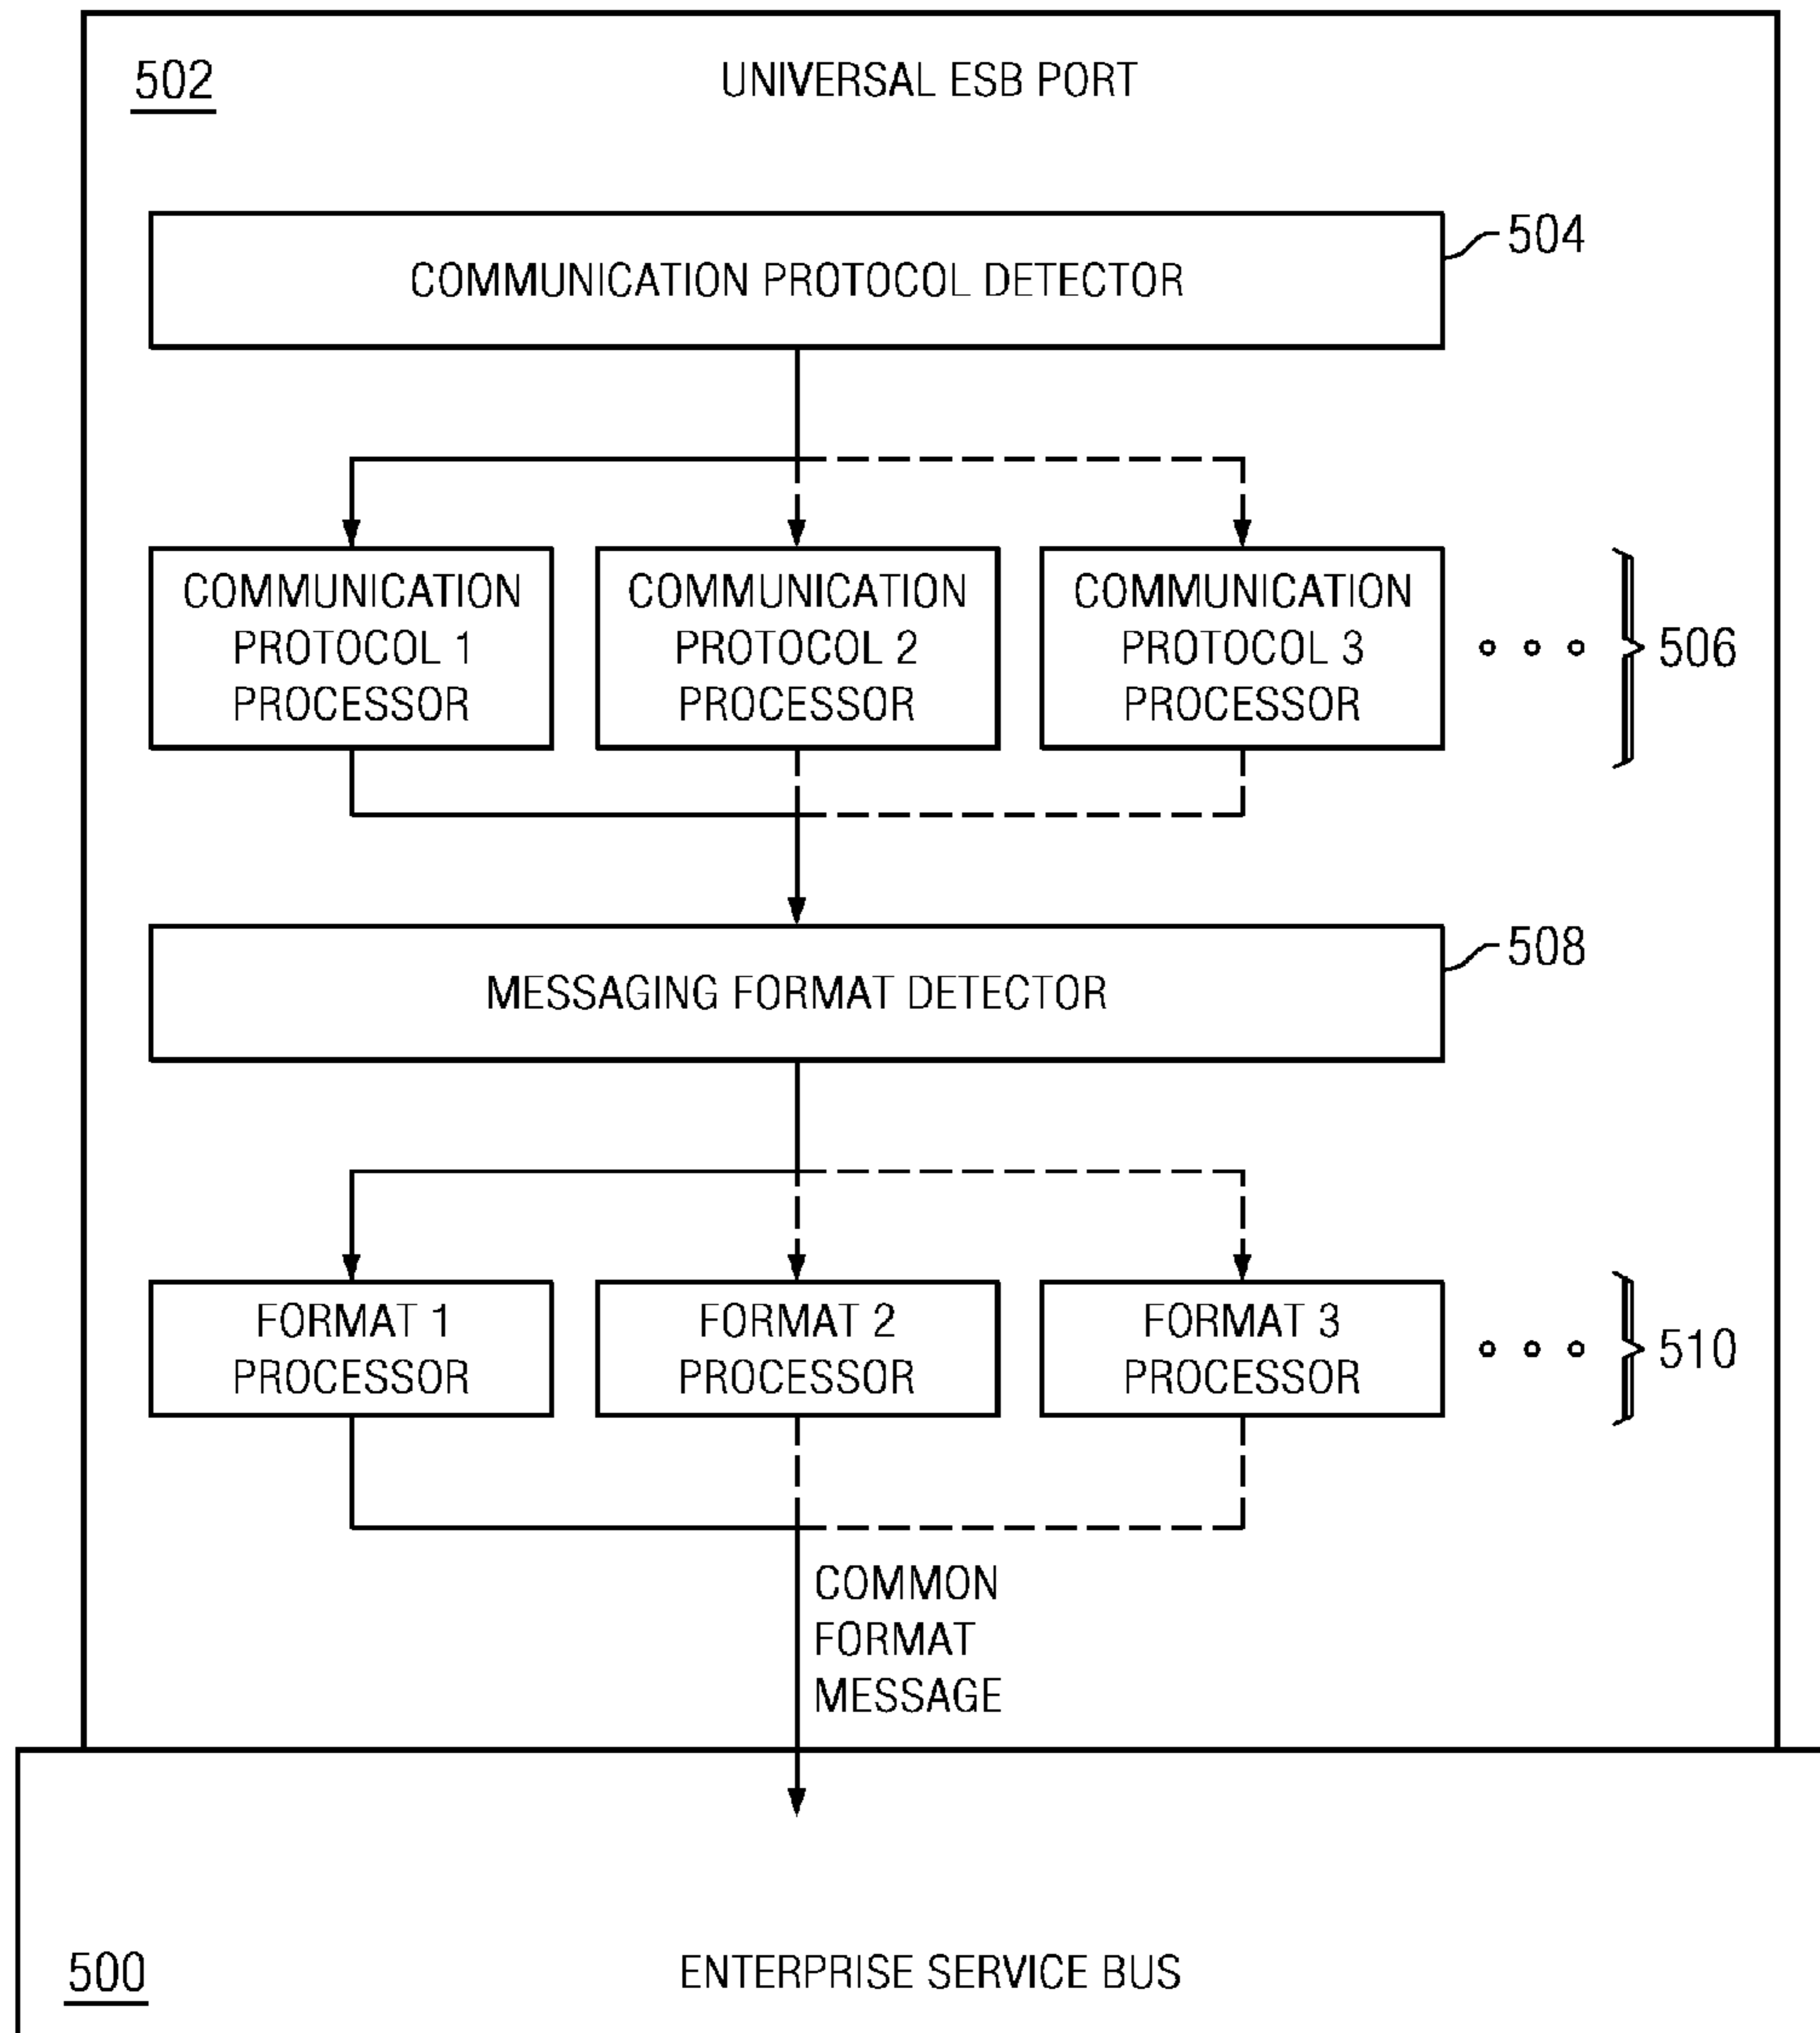 502
UNIVERSAL ESB PORT
COMMUNICATION PROTOCOL DETECTOR
504
COMMUNICATION
PROTOCOL 1
PROCESSOR
COMMUNICATION
PROTOCOL 2
PROCESSOR
COMMUNICATION
PROTOCOL 3
PROCESSOR
506
MESSAGING FORMAT DETECTOR
508
FORMAT 1
PROCESSOR
FORMAT 2
PROCESSOR
FORMAT 3
PROCESSOR
510
COMMON
FORMAT
MESSAGE
500
ENTERPRISE SERVICE BUS